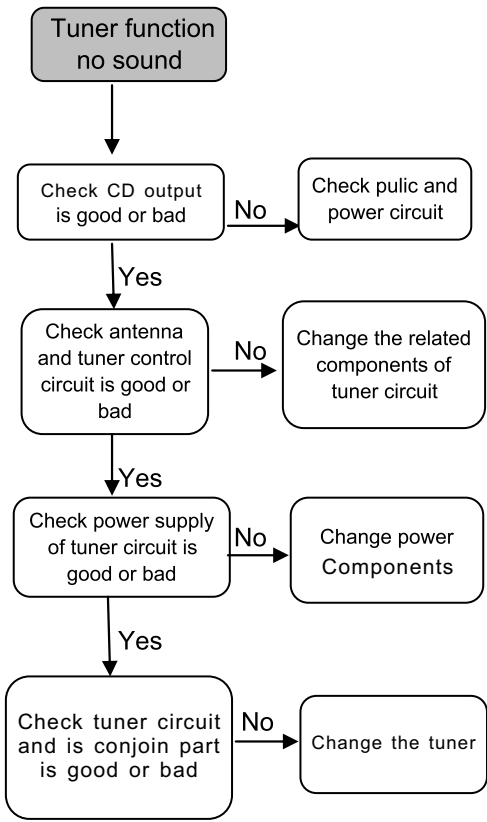 Tuner function
no sound
Check CD output
is good or bad
No
Check pulic and
power circuit
Yes
Check antenna
and tuner control
circuit is good or
bad
No
Change the related
components of
tuner circuit
Yes
Check power supply
of tuner circuit is
good or bad
No
Change power
Components
Yes
Check tuner circuit
and is conjoin part
is good or bad
No
Change the tuner